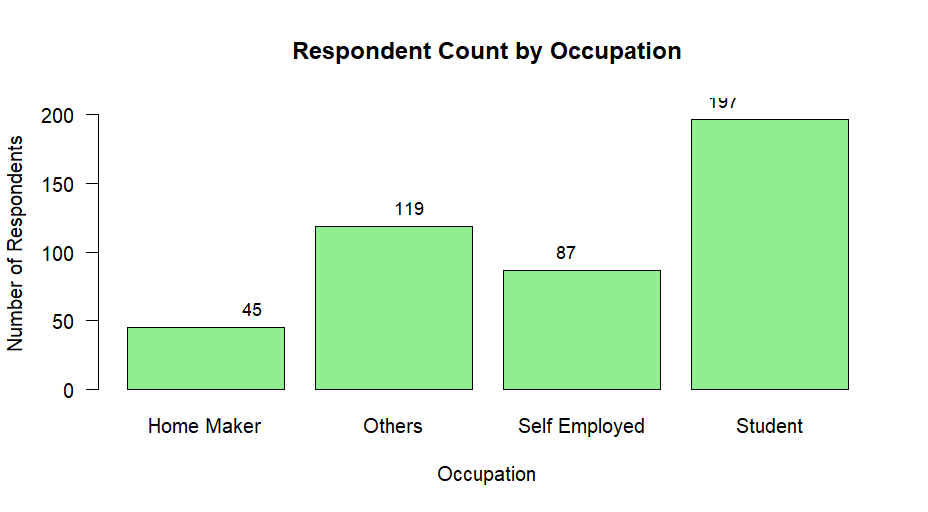 Respondent Count by Occupation
Number of Respondents
200
150
100
50
0
45
119
87
197
Home Maker
Others
Self Employed
Student
Occupation